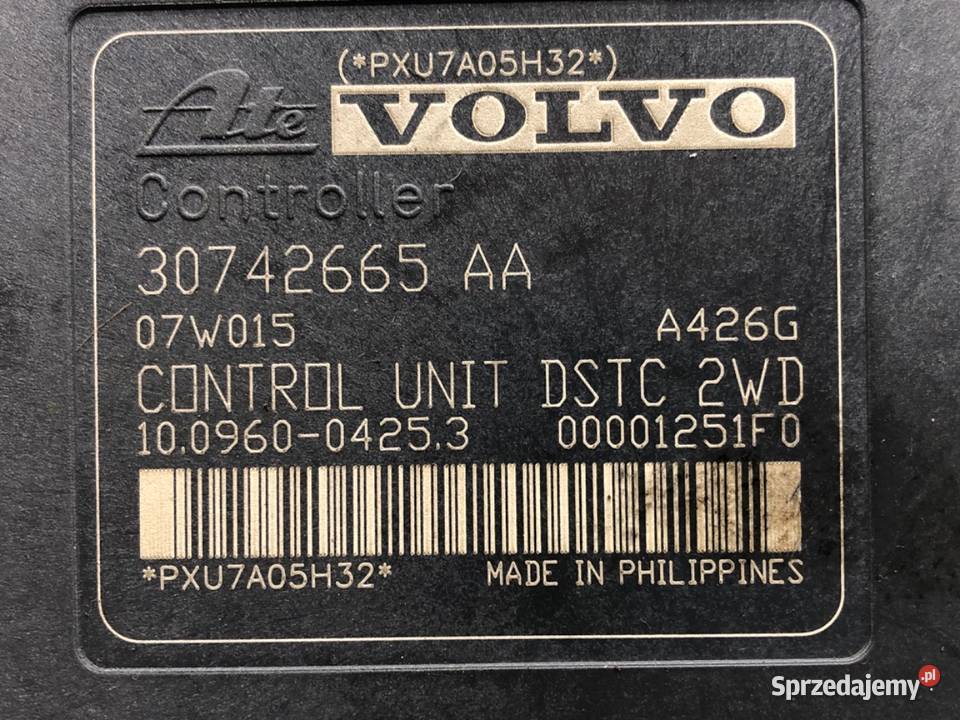 (*PXU7A05H32*)
Ate VOLVO
Controller
30742665 AA
07W015 A426G
CONTROL UNIT DSTC 2WD
10.0960-0425.3 00001251F0
*PXU7A05H32* MADE IN PHILIPPINES
Sprzedajemy.pl